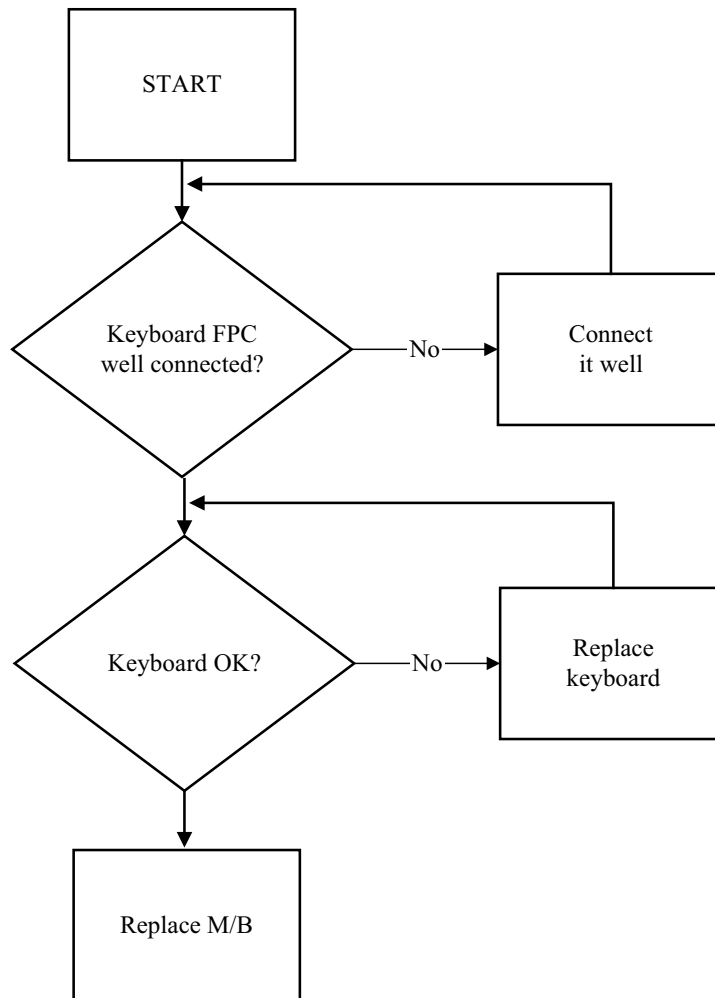 START
Keyboard FPC
well connected?
No
Connect
it well
Keyboard OK?
No
Replace
keyboard
Replace M/B